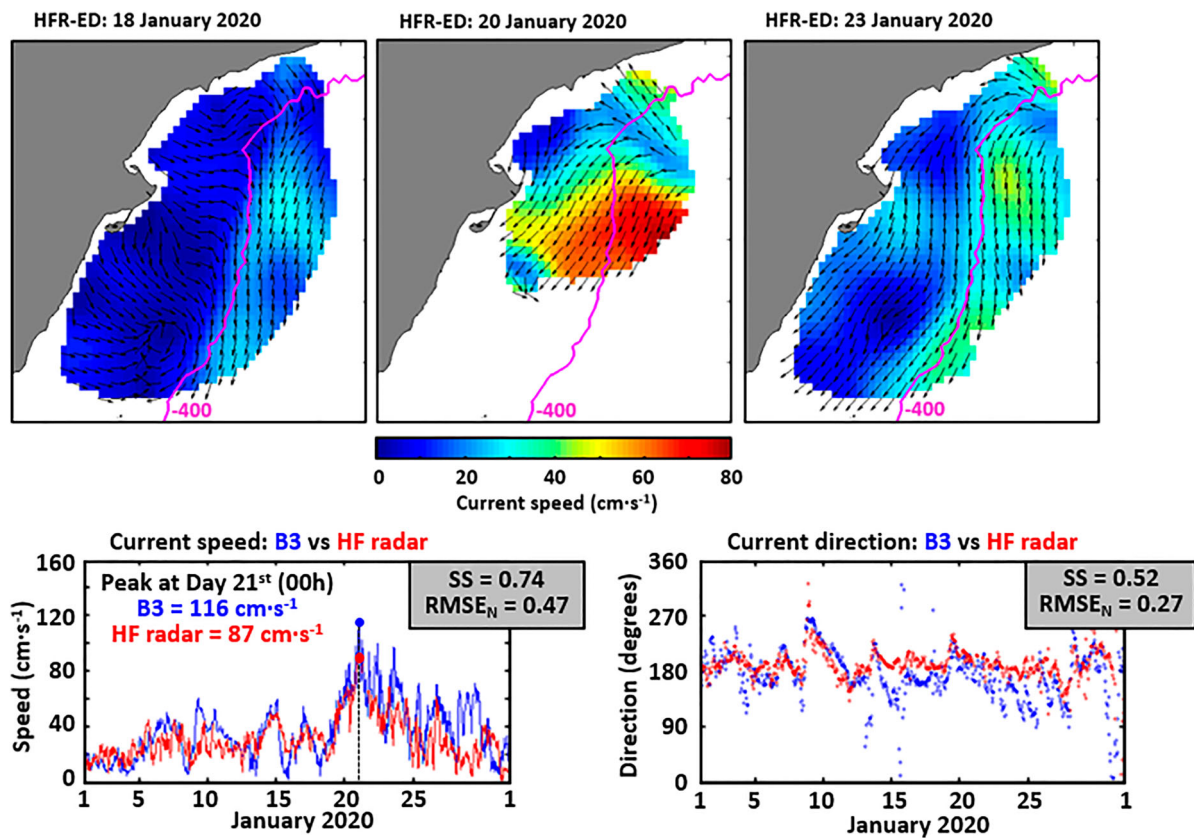 HFR-ED: 18 January 2020
HFR-ED: 20 January 2020
HFR-ED: 23 January 2020
-400
-400
-400
0 20 40 60 80
Current speed (cm·s⁻¹)
Current speed: B3 vs HF radar
Speed (cm·s⁻¹)
160
120
80
40
0
Peak at Day 21st (00h)
B3 = 116 cm·s⁻¹
HF radar = 87 cm·s⁻¹
SS = 0.74
RMSE_N = 0.47
1 5 10 15 20 25 1
January 2020
Current direction: B3 vs HF radar
Direction (degrees)
360
270
180
90
0
SS = 0.52
RMSE_N = 0.27
1 5 10 15 20 25 1
January 2020